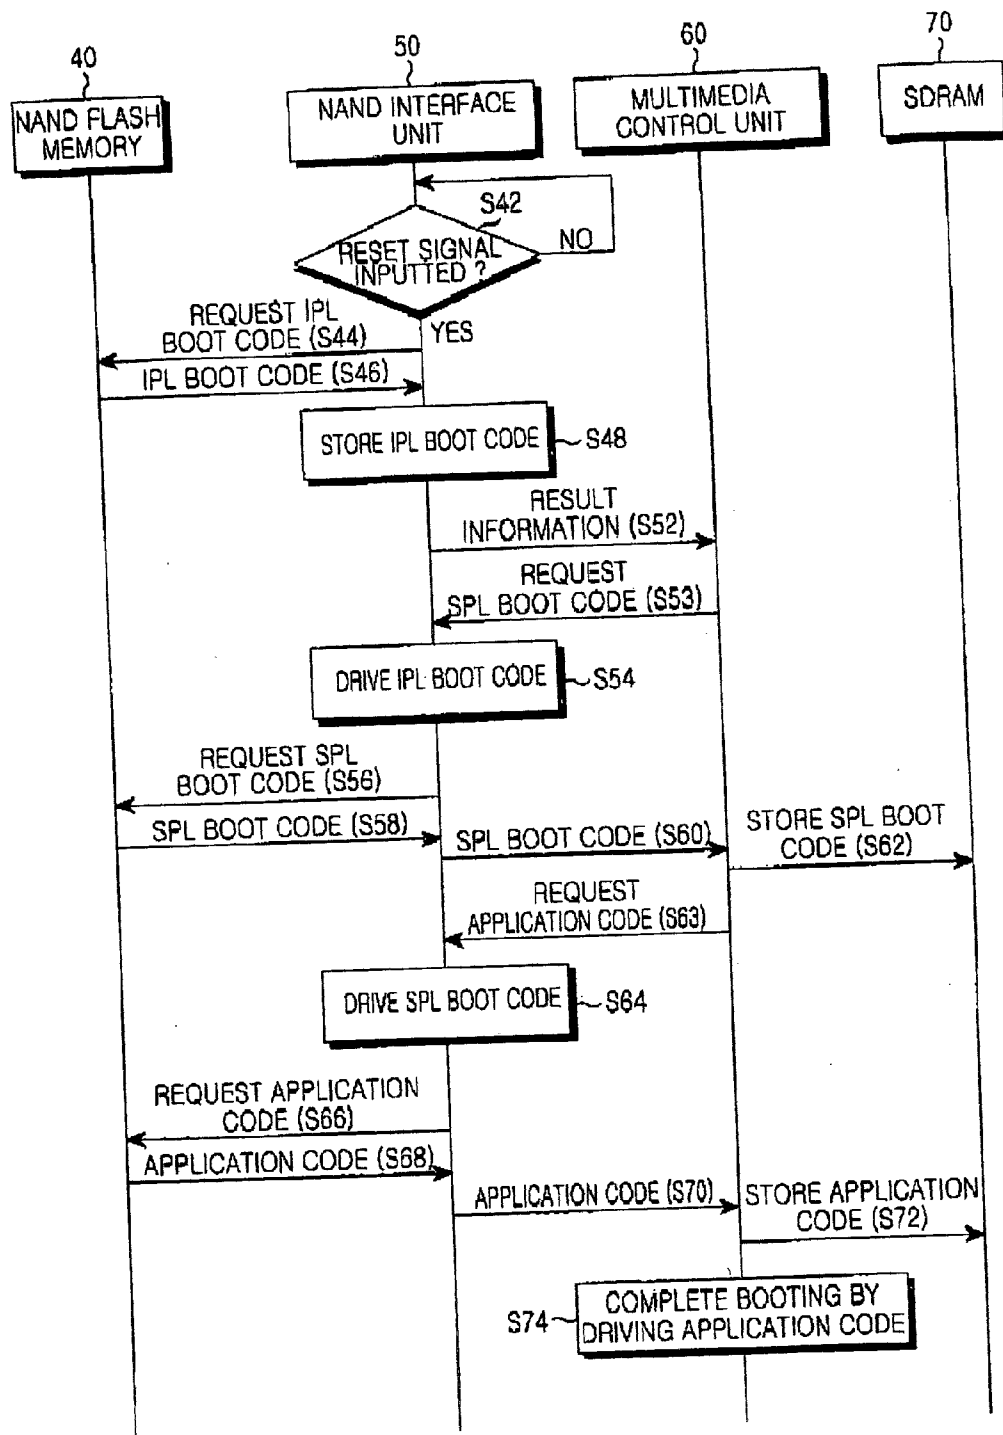 40
50
60
70
NAND FLASH
MEMORY
NAND INTERFACE
UNIT
MULTIMEDIA
CONTROL UNIT
SDRAM
S42
RESET SIGNAL
INPUTTED ?
NO
YES
REQUEST IPL
BOOT CODE (S44)
IPL BOOT CODE (S46)
STORE IPL BOOT CODE
S48
RESULT
INFORMATION (S52)
REQUEST
SPL BOOT CODE (S53)
DRIVE IPL BOOT CODE
S54
REQUEST SPL
BOOT CODE (S56)
SPL BOOT CODE (S58)
SPL BOOT CODE (S60)
STORE SPL BOOT
CODE (S62)
REQUEST
APPLICATION CODE (S63)
DRIVE SPL BOOT CODE
S64
REQUEST APPLICATION
CODE (S66)
APPLICATION CODE (S68)
APPLICATION CODE (S70)
STORE APPLICATION
CODE (S72)
S74
COMPLETE BOOTING BY
DRIVING APPLICATION CODE